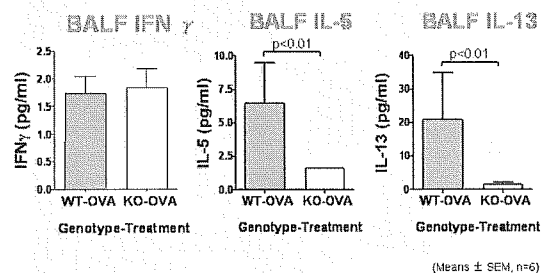 BALF IFN γ
BALF IL-5
BALF IL-13
IFNγ (pg/ml)
2.5
2.0
1.5
1.0
0.5
0.0
WT-OVA KO-OVA
Genotype-Treatment
IL-5 (pg/ml)
10.0
7.5
5.0
2.5
0.0
p<0.01
WT-OVA KO-OVA
Genotype-Treatment
IL-13 (pg/ml)
40
30
20
10
0
p<0.01
WT-OVA KO-OVA
Genotype-Treatment
(Means ± SEM, n=6)